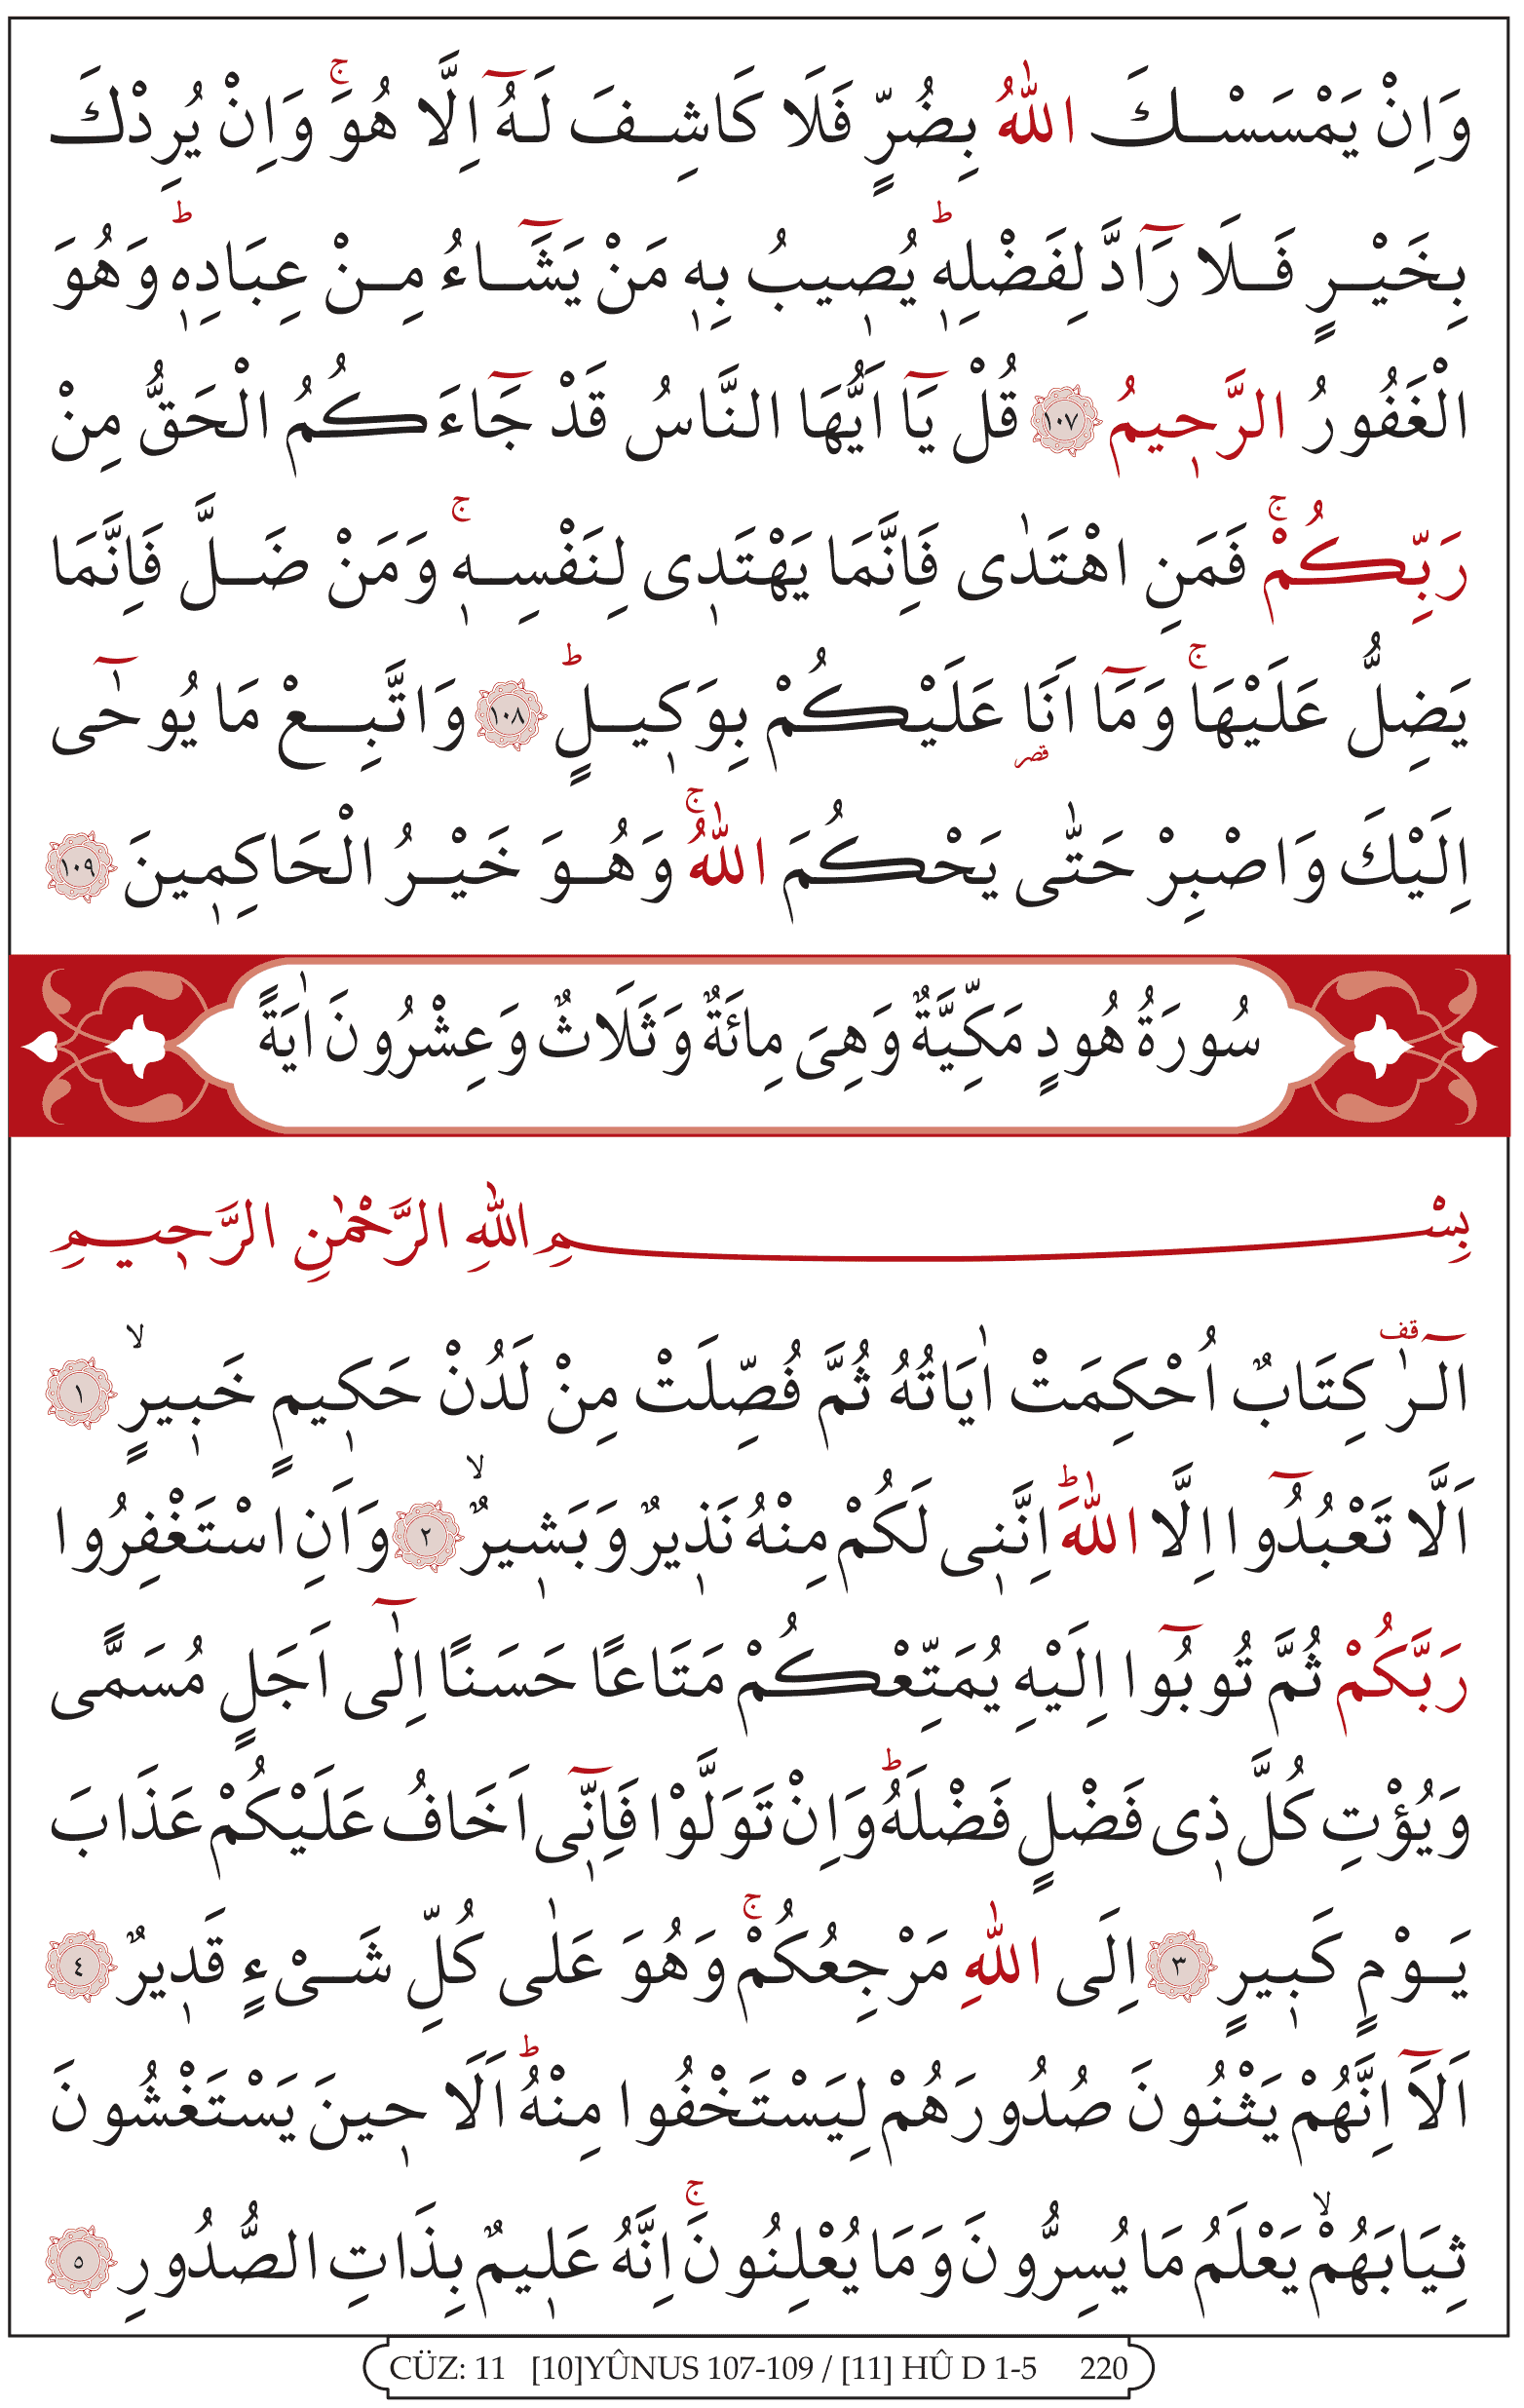 وَاِنْ يَمْسَسْكَ اللّٰهُ بِضُرٍّ فَلَا كَاشِفَ لَهُٓ اِلَّا هُوَۚ وَاِنْ يُرِدْكَ
بِخَيْرٍ فَلَا رَٓادَّ لِفَضْلِه۪ۜ يُص۪يبُ بِه۪ مَنْ يَشَٓاءُ مِنْ عِبَادِه۪ۜ وَهُوَ
الْغَفُورُ الرَّح۪يمُ ﴿١٠٧﴾ قُلْ يَٓا اَيُّهَا النَّاسُ قَدْ جَٓاءَكُمُ الْحَقُّ مِنْ
رَبِّكُمْۚ فَمَنِ اهْتَدٰى فَاِنَّمَا يَهْتَد۪ى لِنَفْسِه۪ۚ وَمَنْ ضَلَّ فَاِنَّمَا
يَضِلُّ عَلَيْهَاۚ وَمَٓا اَنَا۬ عَلَيْكُمْ بِوَك۪يلٍۜ ﴿١٠٨﴾ وَاتَّبِعْ مَا يُوحٰٓى
قصر
اِلَيْكَ وَاصْبِرْ حَتّٰى يَحْكُمَ اللّٰهُۚ وَهُوَ خَيْرُ الْحَاكِم۪ينَ ﴿١٠٩﴾
سُورَةُ هُودٍ مَكِّيَّةٌ وَهِىَ مِائَةٌ وَثَلَاثٌ وَعِشْرُونَ اٰيَةً
بِسْمِ اللّٰهِ الرَّحْمٰنِ الرَّح۪يمِ
قف
الٓرٰ كِتَابٌ اُحْكِمَتْ اٰيَاتُهُ ثُمَّ فُصِّلَتْ مِنْ لَدُنْ حَك۪يمٍ خَب۪يرٍۙ ﴿١﴾
اَلَّا تَعْبُدُٓوا اِلَّا اللّٰهَۜ اِنَّن۪ى لَكُمْ مِنْهُ نَذ۪يرٌ وَبَش۪يرٌۙ ﴿٢﴾ وَاَنِ اسْتَغْفِرُوا
رَبَّكُمْ ثُمَّ تُوبُٓوا اِلَيْهِ يُمَتِّعْكُمْ مَتَاعًا حَسَنًا اِلٰٓى اَجَلٍ مُسَمًّى
وَيُؤْتِ كُلَّ ذ۪ى فَضْلٍ فَضْلَهُۜ وَاِنْ تَوَلَّوْا فَاِنّ۪ٓى اَخَافُ عَلَيْكُمْ عَذَابَ
يَوْمٍ كَب۪يرٍ ﴿٣﴾ اِلَى اللّٰهِ مَرْجِعُكُمْۚ وَهُوَ عَلٰى كُلِّ شَىْءٍ قَد۪يرٌ ﴿٤﴾
اَلَٓا اِنَّهُمْ يَثْنُونَ صُدُورَهُمْ لِيَسْتَخْفُوا مِنْهُۜ اَلَا ح۪ينَ يَسْتَغْشُونَ
ثِيَابَهُمْۙ يَعْلَمُ مَا يُسِرُّونَ وَمَا يُعْلِنُونَۚ اِنَّهُ عَل۪يمٌ بِذَاتِ الصُّدُورِ ﴿٥﴾
CÜZ: 11 [10]YÛNUS 107-109 / [11] HÛ D 1-5 220